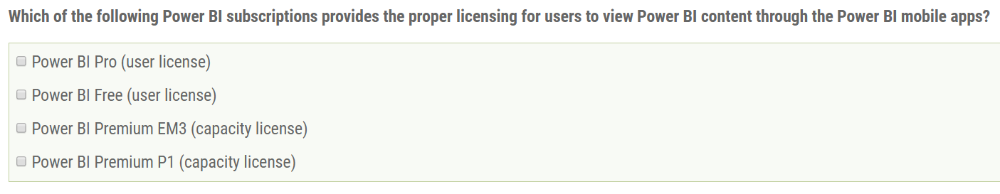 Which of the following Power BI subscriptions provides the proper licensing for users to view Power BI content through the Power BI mobile apps?
Power BI Pro (user license)
Power BI Free (user license)
Power BI Premium EM3 (capacity license)
Power BI Premium P1 (capacity license)